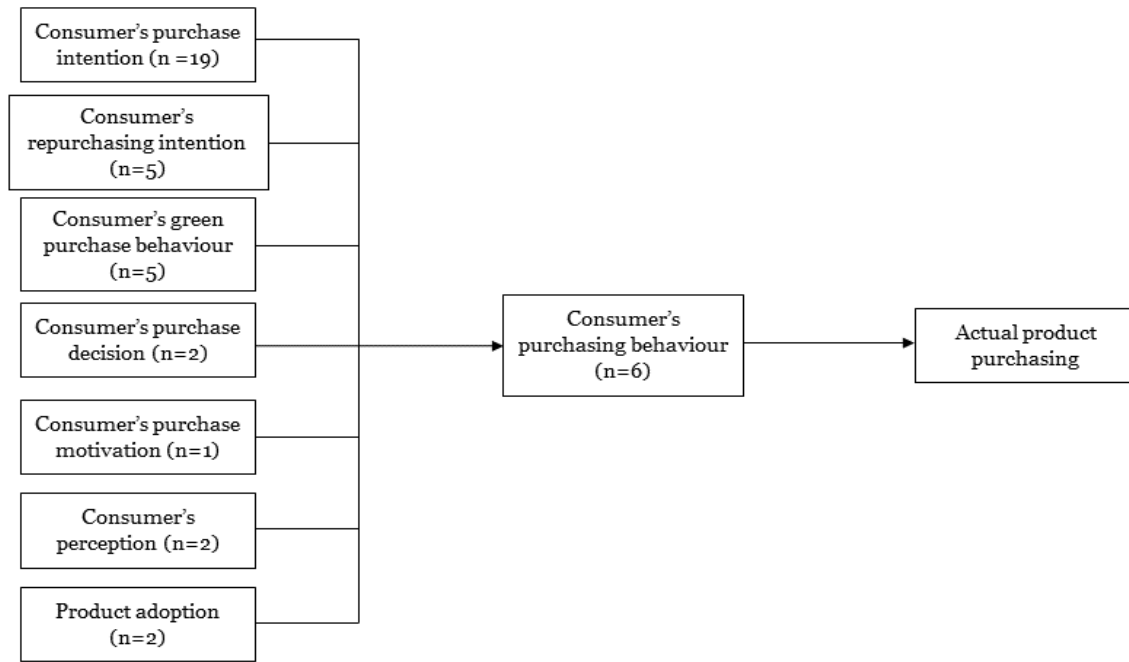 Consumer’s purchase
intention (n =19)
Consumer’s
repurchasing intention
(n=5)
Consumer’s green
purchase behaviour
(n=5)
Consumer’s purchase
decision (n=2)
Consumer’s purchase
motivation (n=1)
Consumer’s
perception (n=2)
Product adoption
(n=2)
Consumer’s
purchasing behaviour
(n=6)
Actual product
purchasing